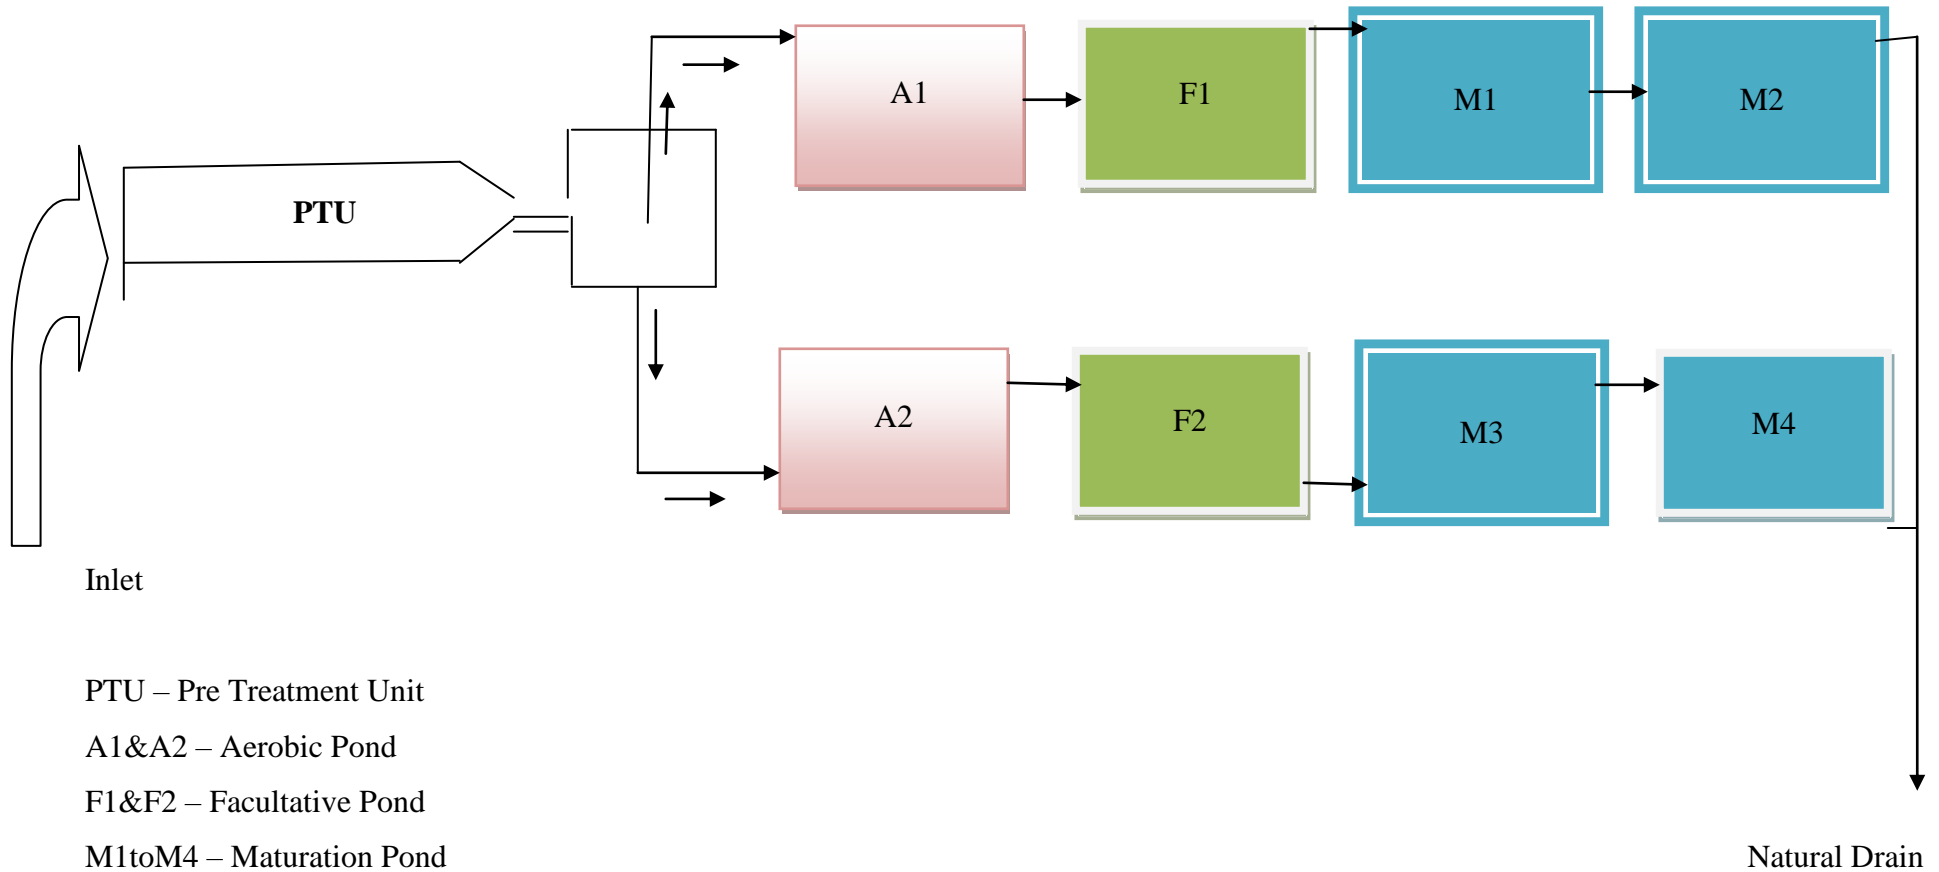 A1
F1
M1
M2
PTU
A2
F2
M3
M4
Inlet
PTU – Pre Treatment Unit
A1&A2 – Aerobic Pond
F1&F2 – Facultative Pond
M1toM4 – Maturation Pond
Natural Drain